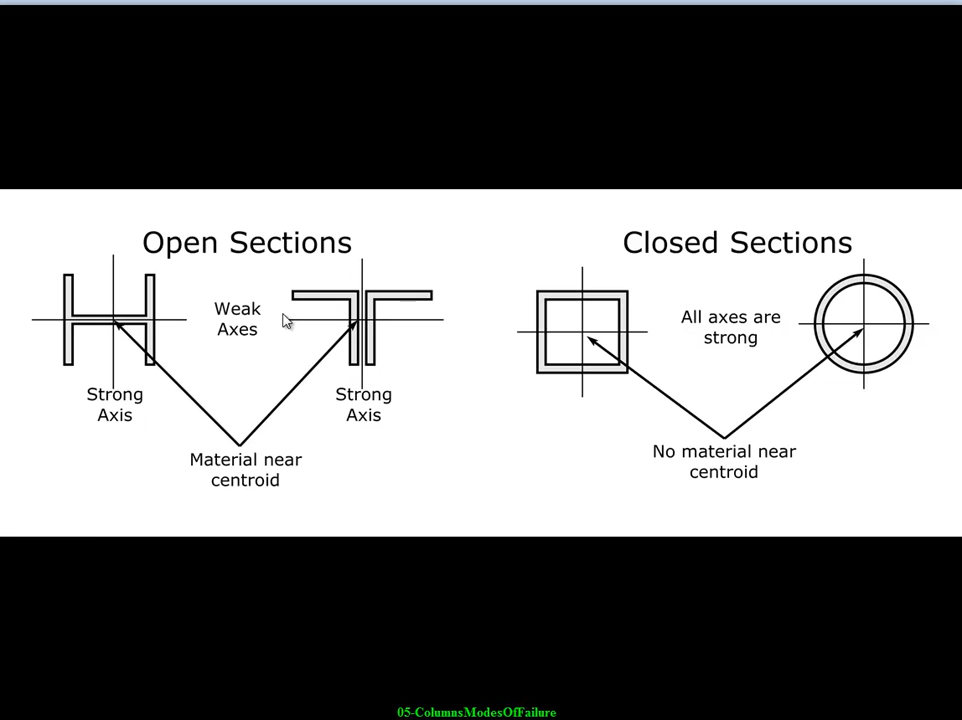 Open Sections
Weak
Axes
Strong
Axis
Strong
Axis
Material near
centroid
Closed Sections
All axes are
strong
No material near
centroid
05-ColumnsModesOfFailure